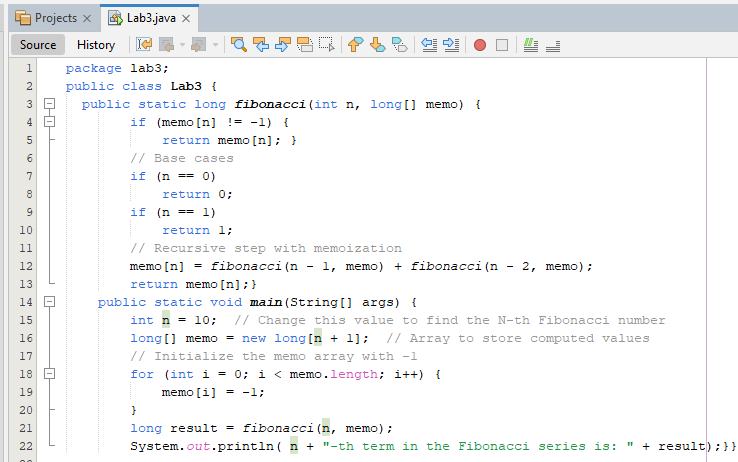 Projects Lab3.java
Source History
1 package lab3;
2 public class Lab3 {
3 public static long fibonacci(int n, long[] memo) {
4 if (memo[n] != -1) {
5 return memo[n]; }
6 // Base cases
7 if (n == 0)
8 return 0;
9 if (n == 1)
10 return 1;
11 // Recursive step with memoization
12 memo[n] = fibonacci(n - 1, memo) + fibonacci(n - 2, memo);
13 return memo[n];}
14 public static void main(String[] args) {
15 int n = 10; // Change this value to find the N-th Fibonacci number
16 long[] memo = new long[n + 1]; // Array to store computed values
17 // Initialize the memo array with -1
18 for (int i = 0; i < memo.length; i++) {
19 memo[i] = -1;
20 }
21 long result = fibonacci(n, memo);
22 System.out.println( n + "-th term in the Fibonacci series is: " + result);}}